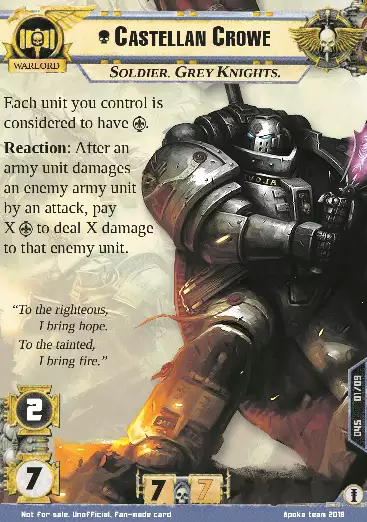 Castellan Crowe
WARLORD
SOLDIER. GREY KNIGHTS.
Each unit you control is
considered to have .
Reaction: After an
army unit damages
an enemy army unit
by an attack, pay
X to deal X damage
to that enemy unit.
"To the righteous,
I bring hope.
To the tainted,
I bring fire."
2
7
7 7
045 01/09
Not for sale. Unofficial, Fan-made card
Apoka team 2018